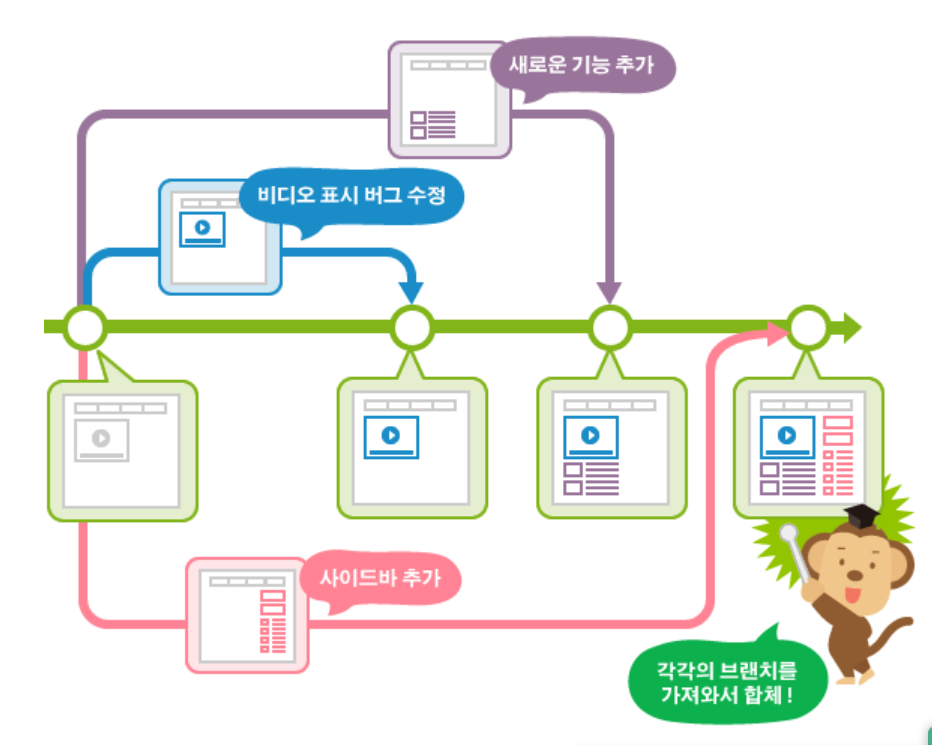 새로운 기능 추가
비디오 표시 버그 수정
사이드바 추가
각각의 브랜치를
가져와서 합체!